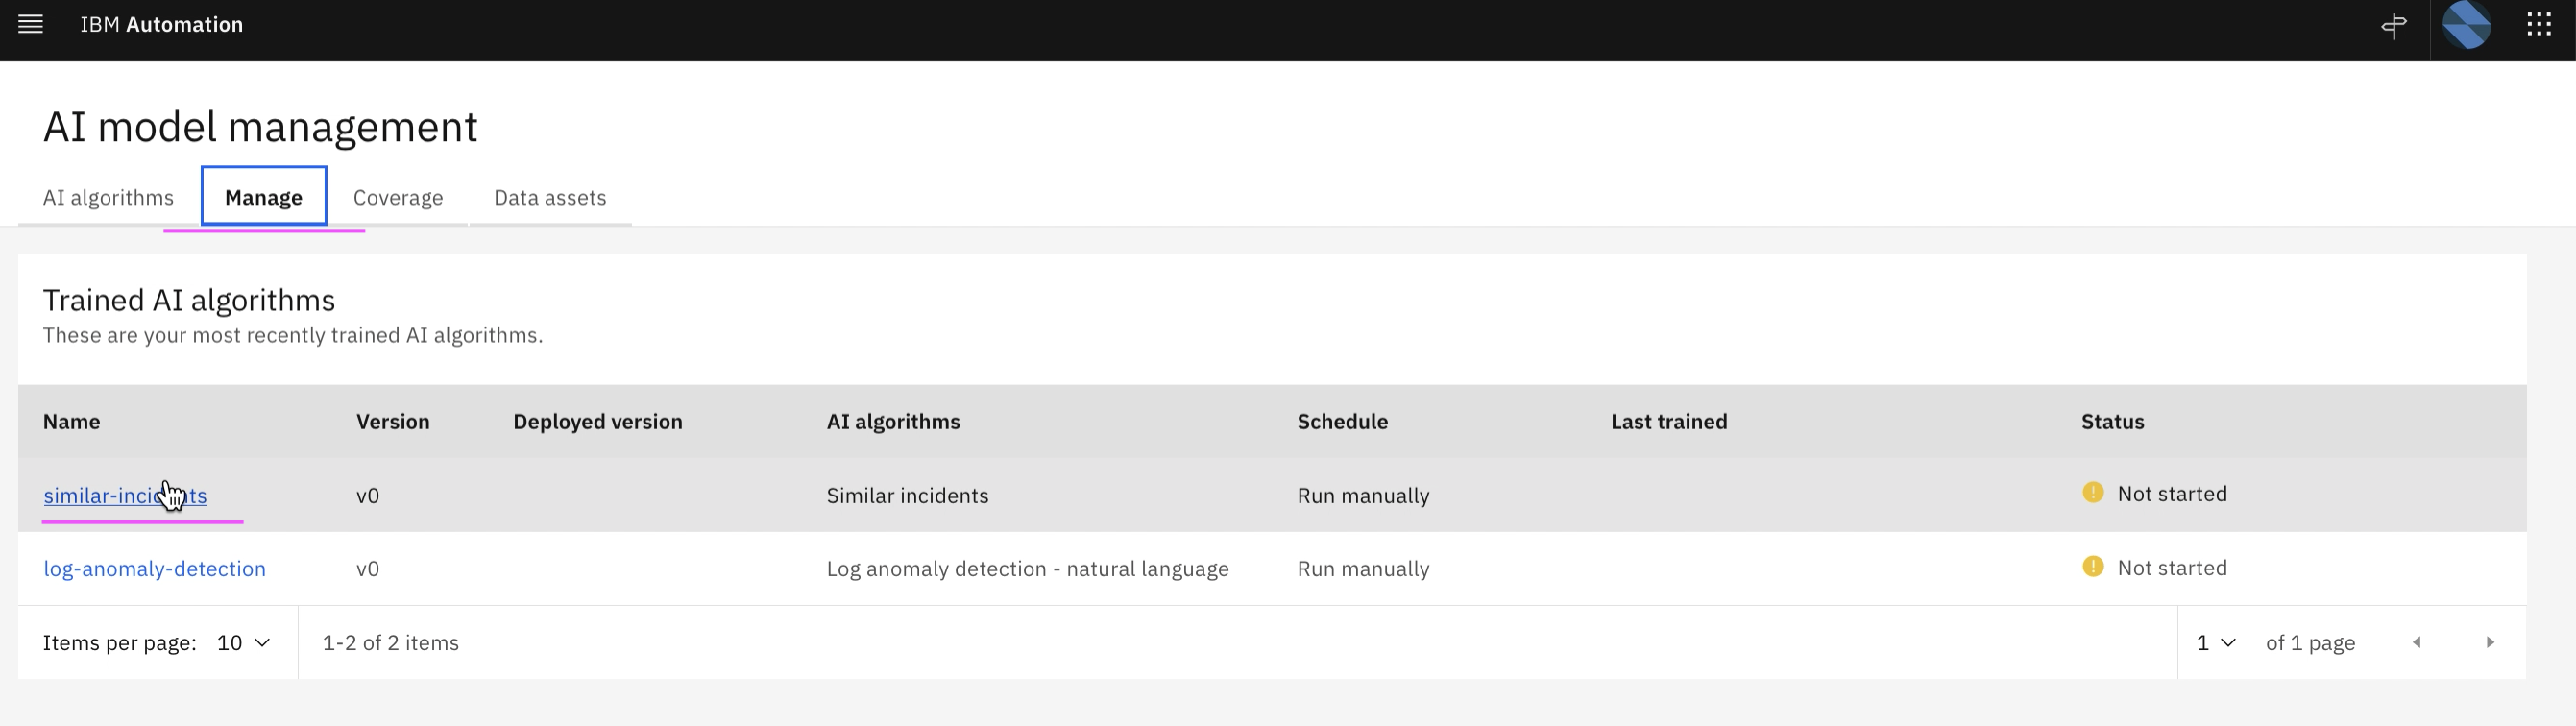 IBM Automation
AI model management
AI algorithms Manage Coverage Data assets
Trained AI algorithms
These are your most recently trained AI algorithms.
Name Version Deployed version AI algorithms Schedule Last trained Status
similar-incidents v0 Similar incidents Run manually Not started
log-anomaly-detection v0 Log anomaly detection - natural language Run manually Not started
Items per page: 10 1-2 of 2 items 1 of 1 page